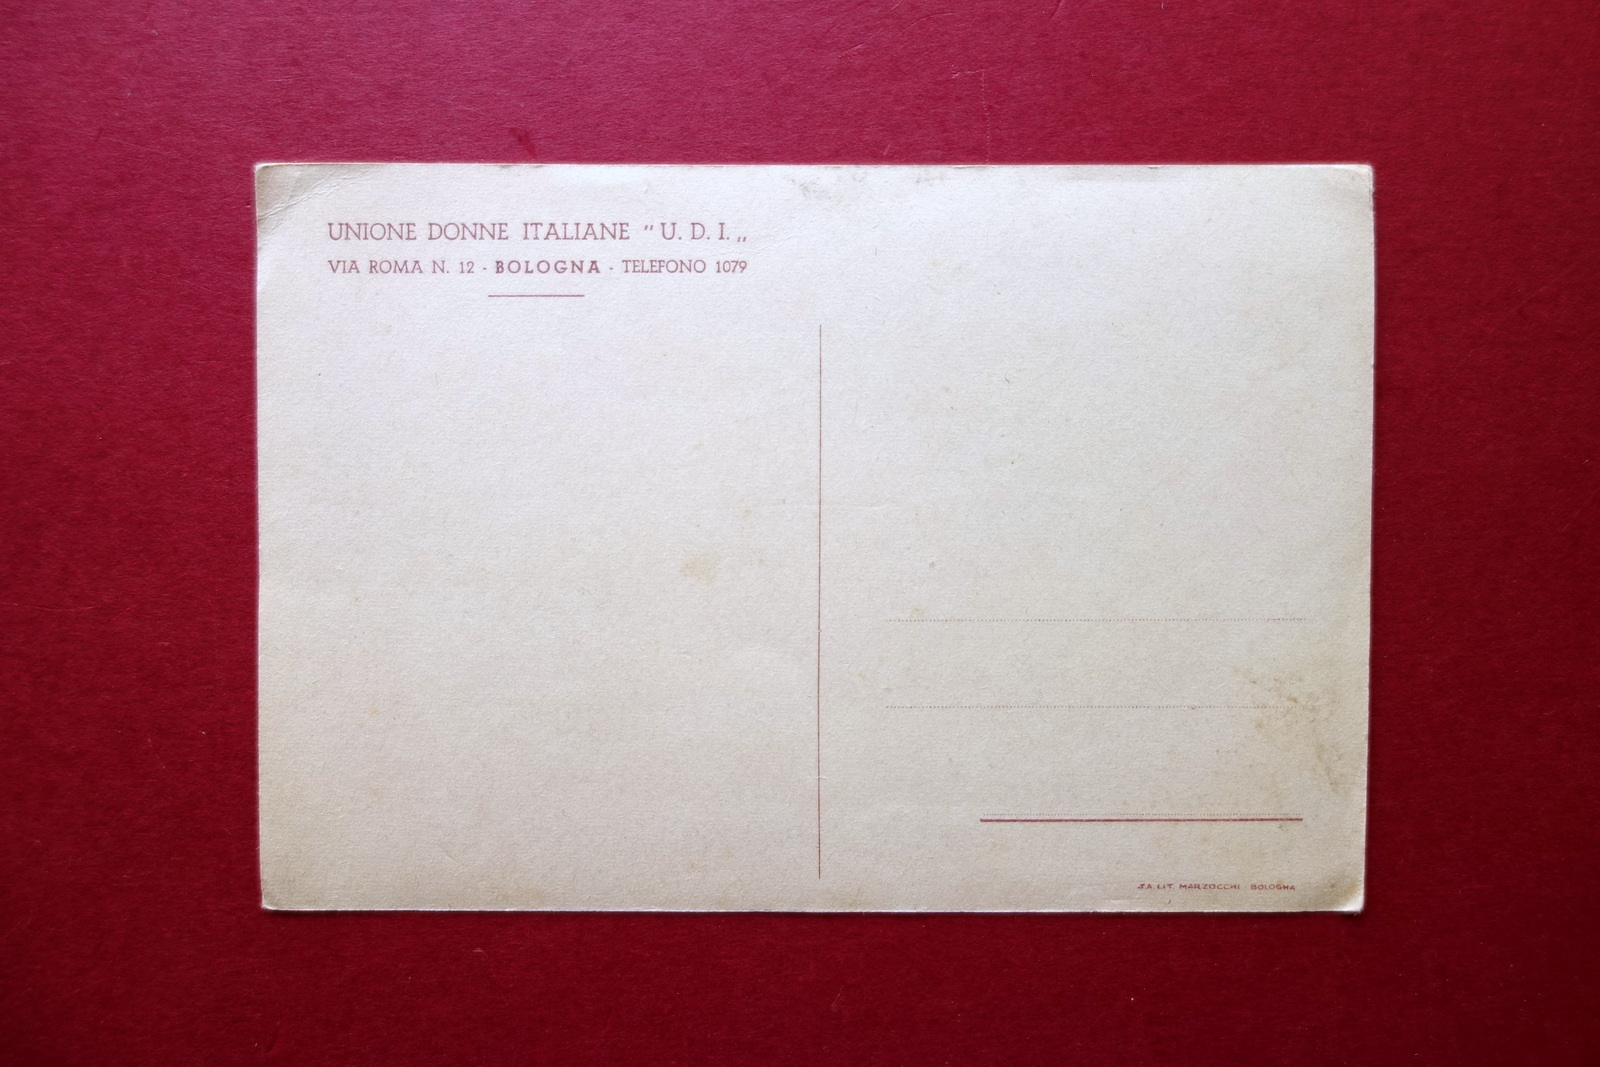 UNIONE DONNE ITALIANE " U. D. I. „
VIA ROMA N. 12 - BOLOGNA - TELEFONO 1079
S.A. LIT. MARZOCCHI - BOLOGNA